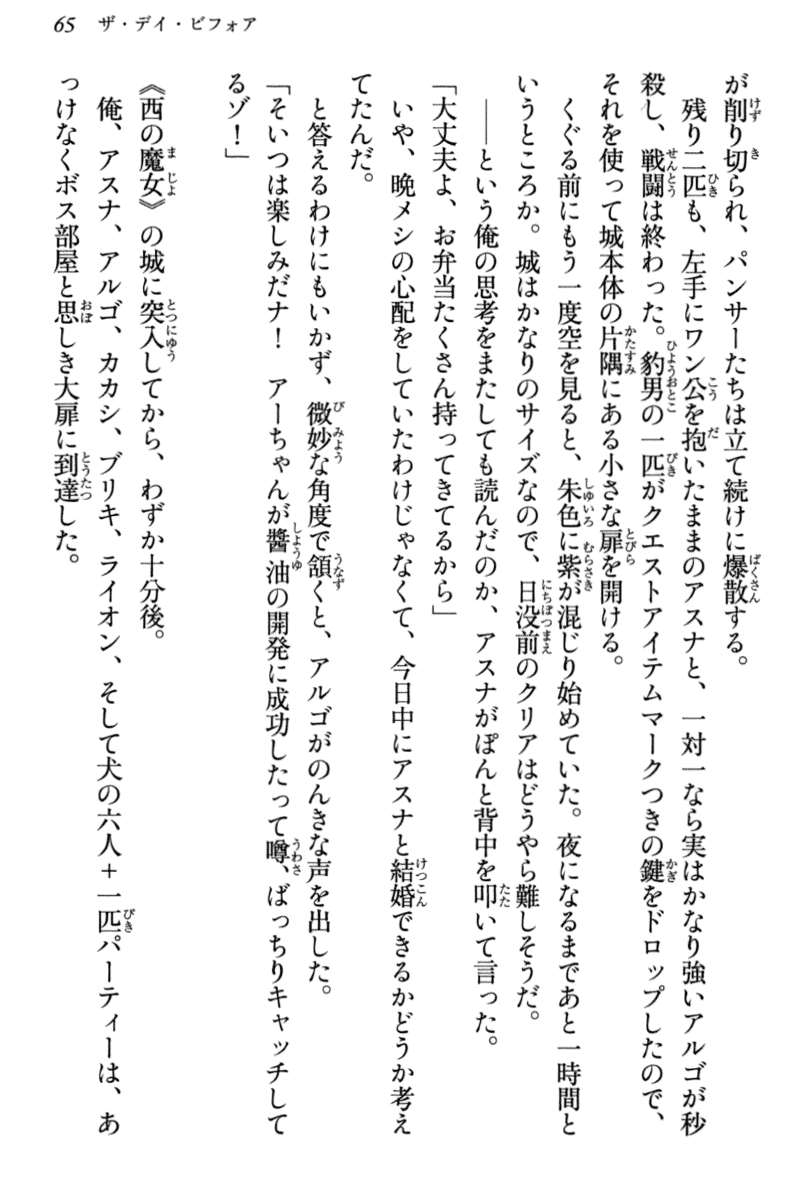 65 ザ・デイ・ビフォア
が削り切られ、パンサーたちは立て続けに爆散する。
　残り二匹も、左手にワン公を抱いたままのアスナと、一対一なら実はかなり強いアルゴが秒
殺し、戦闘は終わった。豹男の一匹がクエストアイテムマークつきの鍵をドロップしたので、
それを使って城本体の片隅にある小さな扉を開ける。
　くぐる前にもう一度空を見ると、朱色に紫が混じり始めていた。夜になるまであと一時間と
いうところか。城はかなりのサイズなので、日没前のクリアはどうやら難しそうだ。
　――という俺の思考をまたしても読んだのか、アスナがぽんと背中を叩いて言った。
「大丈夫よ、お弁当たくさん持ってきてるから」
　いや、晩メシの心配をしていたわけじゃなくて、今日中にアスナと結婚できるかどうか考え
てたんだ。
　と答えるわけにもいかず、微妙な角度で頷くと、アルゴがのんきな声を出した。
「そいつは楽しみだナ！　アーちゃんが醬油の開発に成功したって噂、ばっちりキャッチして
るゾ！」
《西の魔女》の城に突入してから、わずか十分後。
　俺、アスナ、アルゴ、カカシ、ブリキ、ライオン、そして犬の六人＋一匹パーティーは、あ
っけなくボス部屋と思しき大扉に到達した。